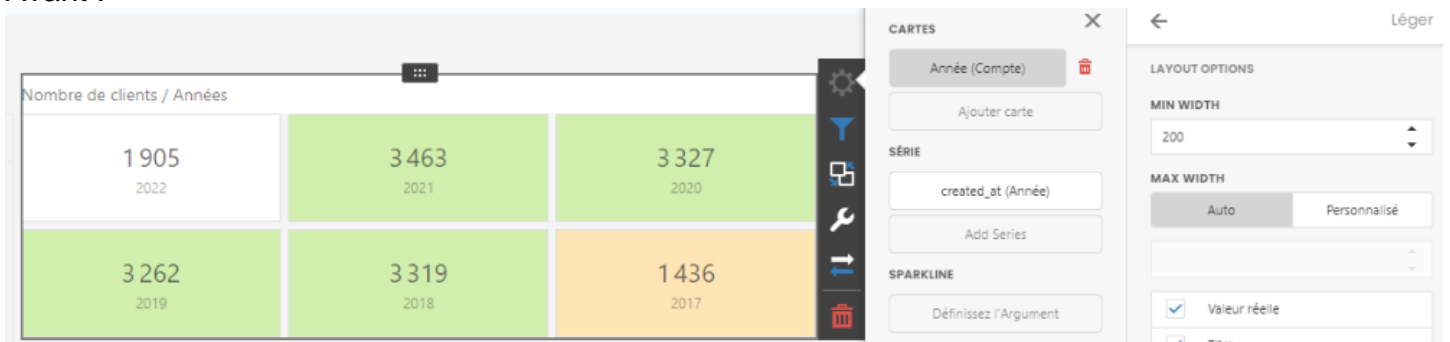 Nombre de clients / Années
1 905
2022
3 463
2021
3 327
2020
3 262
2019
3 319
2018
1 436
2017
CARTES
Année (Compte)
Ajouter carte
SÉRIE
created_at (Année)
Add Series
SPARKLINE
Définissez l'Argument
Léger
LAYOUT OPTIONS
MIN WIDTH
200
MAX WIDTH
Auto
Personnalisé
Valeur réelle